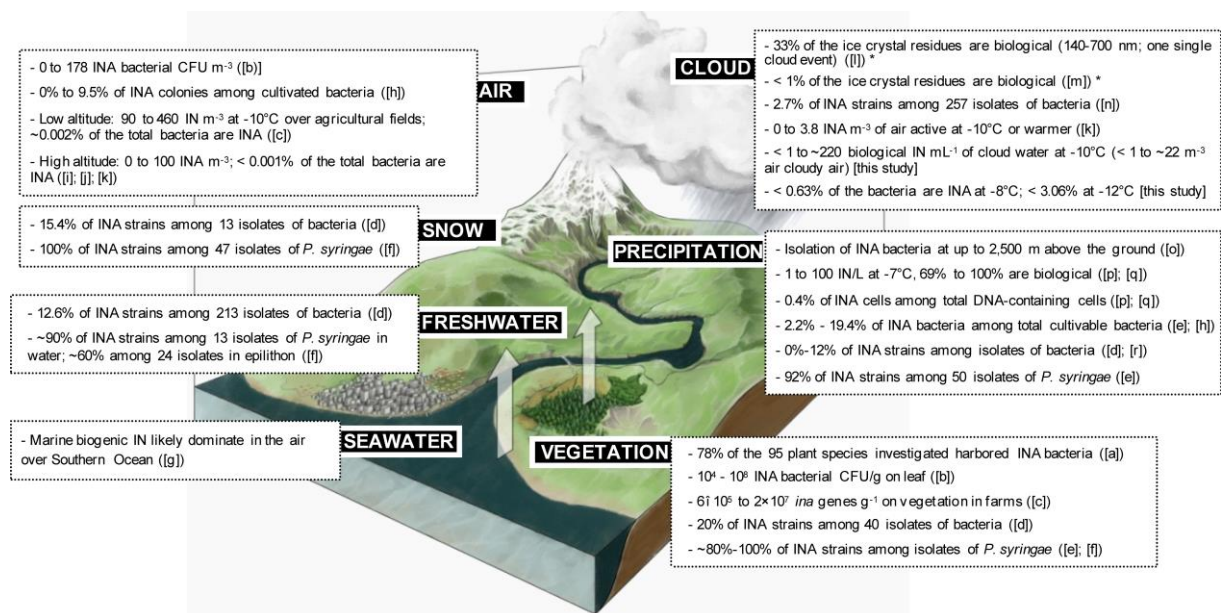 - 0 to 178 INA bacterial CFU m⁻³ ([b)]
- 0% to 9.5% of INA colonies among cultivated bacteria ([h])
- Low altitude: 90 to 460 IN m⁻³ at -10°C over agricultural fields;
~0.002% of the total bacteria are INA ([c])
- High altitude: 0 to 100 INA m⁻³; < 0.001% of the total bacteria are
INA ([i]; [j]; [k])
AIR
CLOUD
- 33% of the ice crystal residues are biological (140-700 nm; one single
cloud event) ([l]) *
- < 1% of the ice crystal residues are biological ([m]) *
- 2.7% of INA strains among 257 isolates of bacteria ([n])
- 0 to 3.8 INA m⁻³ of air active at -10°C or warmer ([k])
- < 1 to ~220 biological IN mL⁻¹ of cloud water at -10°C (< 1 to ~22 m⁻³
air cloudy air) [this study]
- < 0.63% of the bacteria are INA at -8°C; < 3.06% at -12°C [this study]
- 15.4% of INA strains among 13 isolates of bacteria ([d])
- 100% of INA strains among 47 isolates of P. syringae ([f])
SNOW
PRECIPITATION
- Isolation of INA bacteria at up to 2,500 m above the ground ([o])
- 1 to 100 IN/L at -7°C, 69% to 100% are biological ([p]; [q]
- 0.4% of INA cells among total DNA-containing cells ([p]; [q])
- 2.2% - 19.4% of INA bacteria among total cultivable bacteria ([e]; [h])
- 0%-12% of INA strains among isolates of bacteria ([d]; [r])
- 92% of INA strains among 50 isolates of P. syringae ([e])
- 12.6% of INA strains among 213 isolates of bacteria ([d])
- ~90% of INA strains among 13 isolates of P. syringae in
water; ~60% among 24 isolates in epilithon ([f])
FRESHWATER
- Marine biogenic IN likely dominate in the air
over Southern Ocean ([g])
SEAWATER
VEGETATION
- 78% of the 95 plant species investigated harbored INA bacteria ([a])
- 10⁴ - 10⁸ INA bacterial CFU/g on leaf ([b])
- 6î 10⁵ to 2×10⁷ ina genes g⁻¹ on vegetation in farms ([c])
- 20% of INA strains among 40 isolates of bacteria ([d])
- ~80%-100% of INA strains among isolates of P. syringae ([e]; [f])